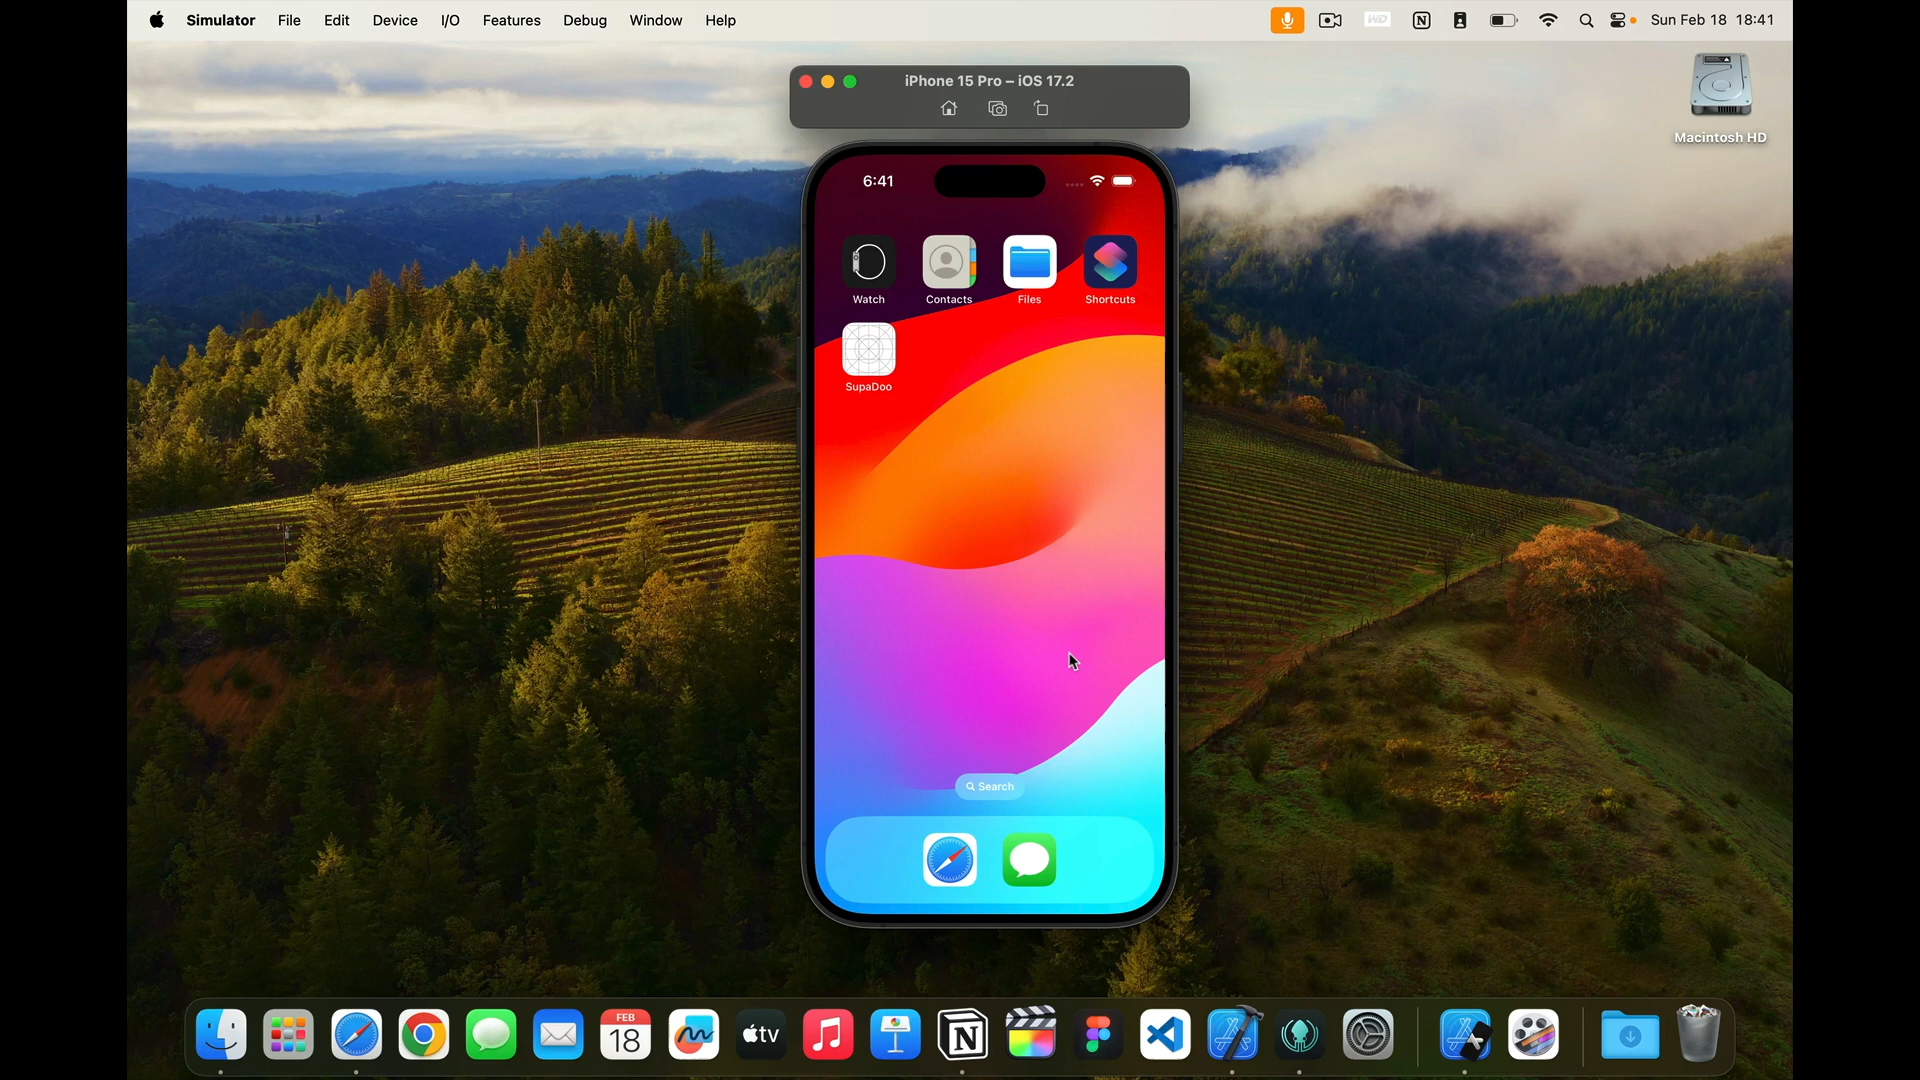 Simulator File Edit Device I/O Features Debug Window Help
WD
N
Sun Feb 18 18:41
Macintosh HD
iPhone 15 Pro – iOS 17.2
6:41
Watch Contacts Files Shortcuts
SupaDoo
Search
FEB
18
tv
N